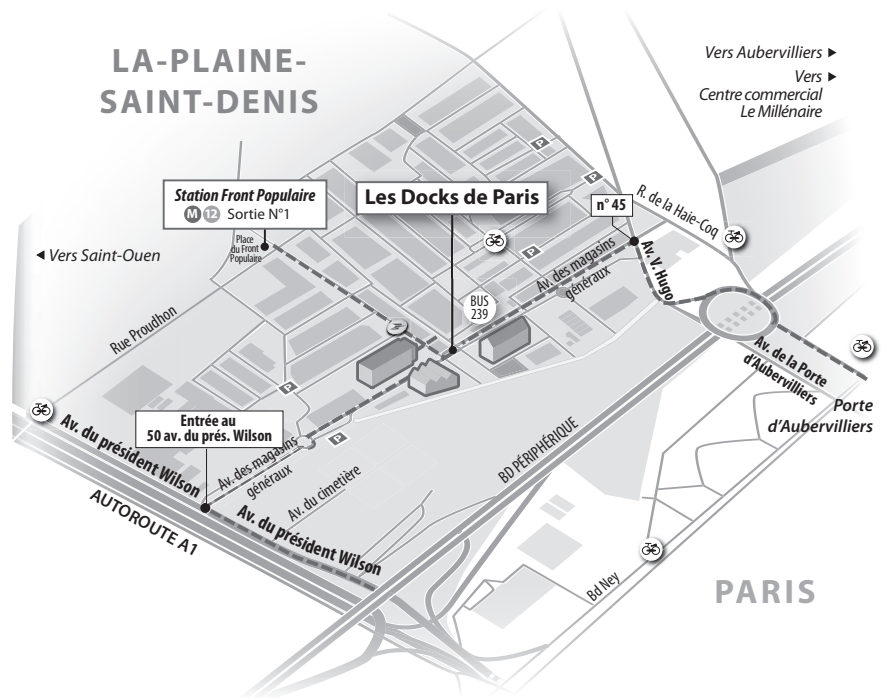 LA-PLAINE-
SAINT-DENIS
Vers Aubervilliers ►
Vers ►
Centre commercial
Le Millénaire
Station Front Populaire
M 12 Sortie N°1
Les Docks de Paris
n° 45
R. de la Haie-Coq
Place
du Front
Populaire
◄ Vers Saint-Ouen
P
P
P
Av. des magasins
généraux
Av. V. Hugo
BUS
239
Rue Proudhon
Av. de la Porte
d'Aubervilliers
Porte
d'Aubervilliers
P
Entrée au
50 av. du prés. Wilson
P
Av. du président Wilson
Av. des magasins
généraux
Av. du cimetière
BD PÉRIPHÉRIQUE
AUTOROUTE A1
Av. du président Wilson
Bd Ney
PARIS